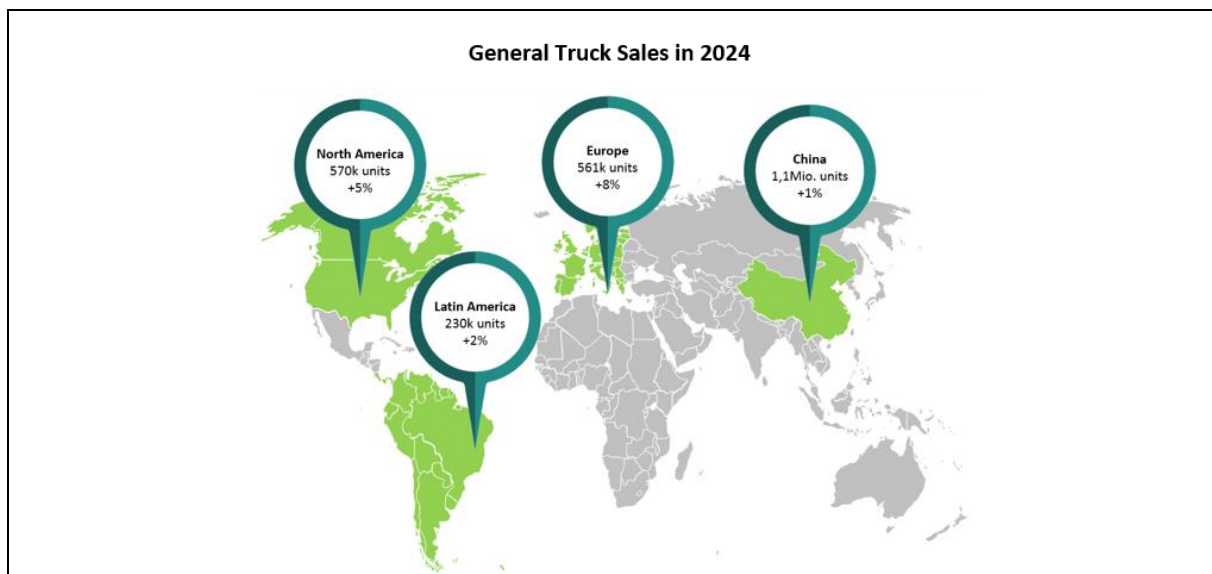 General Truck Sales in 2024
North America
570k units
+5%
Europe
561k units
+8%
China
1,1Mio. units
+1%
Latin America
230k units
+2%